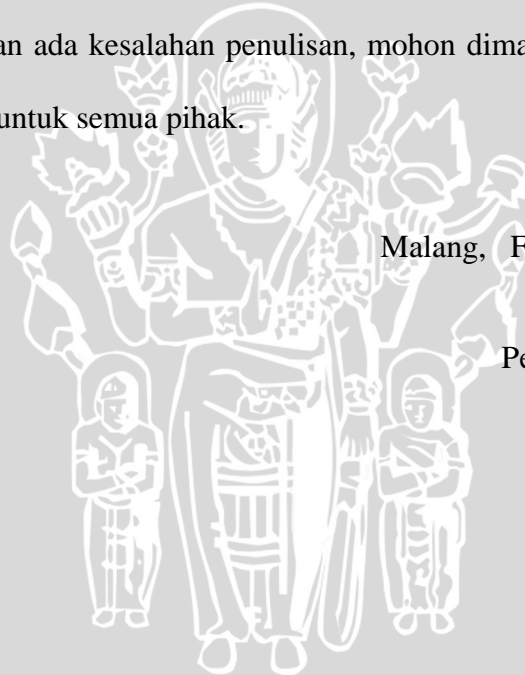 an ada kesalahan penulisan, mohon dima
untuk semua pihak.
Malang, F
Pe